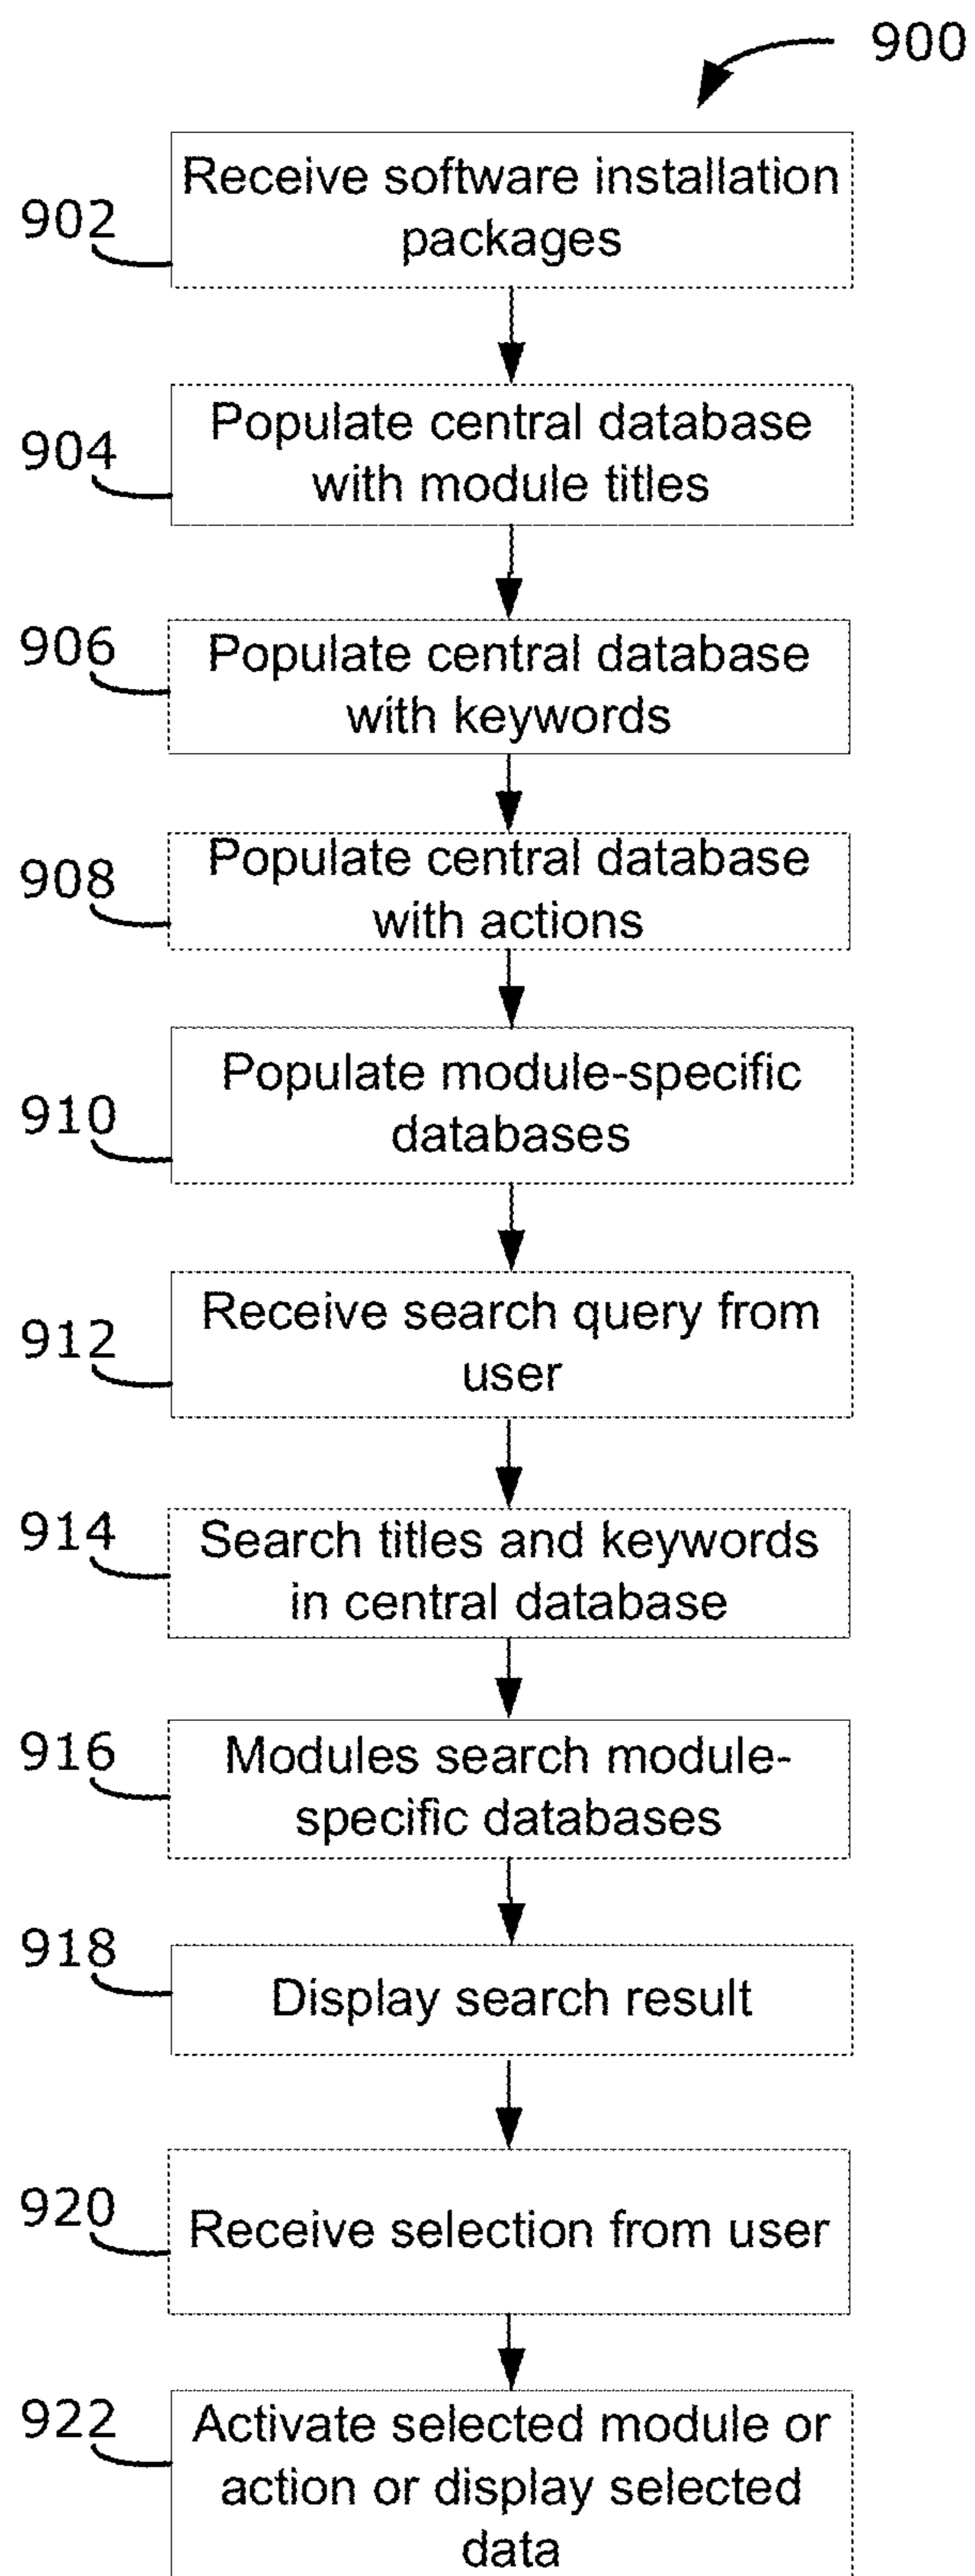 900
902
Receive software installation
packages
904
Populate central database
with module titles
906
Populate central database
with keywords
908
Populate central database
with actions
910
Populate module-specific
databases
912
Receive search query from
user
914
Search titles and keywords
in central database
916
Modules search module-
specific databases
918
Display search result
920
Receive selection from user
922
Activate selected module or
action or display selected
data